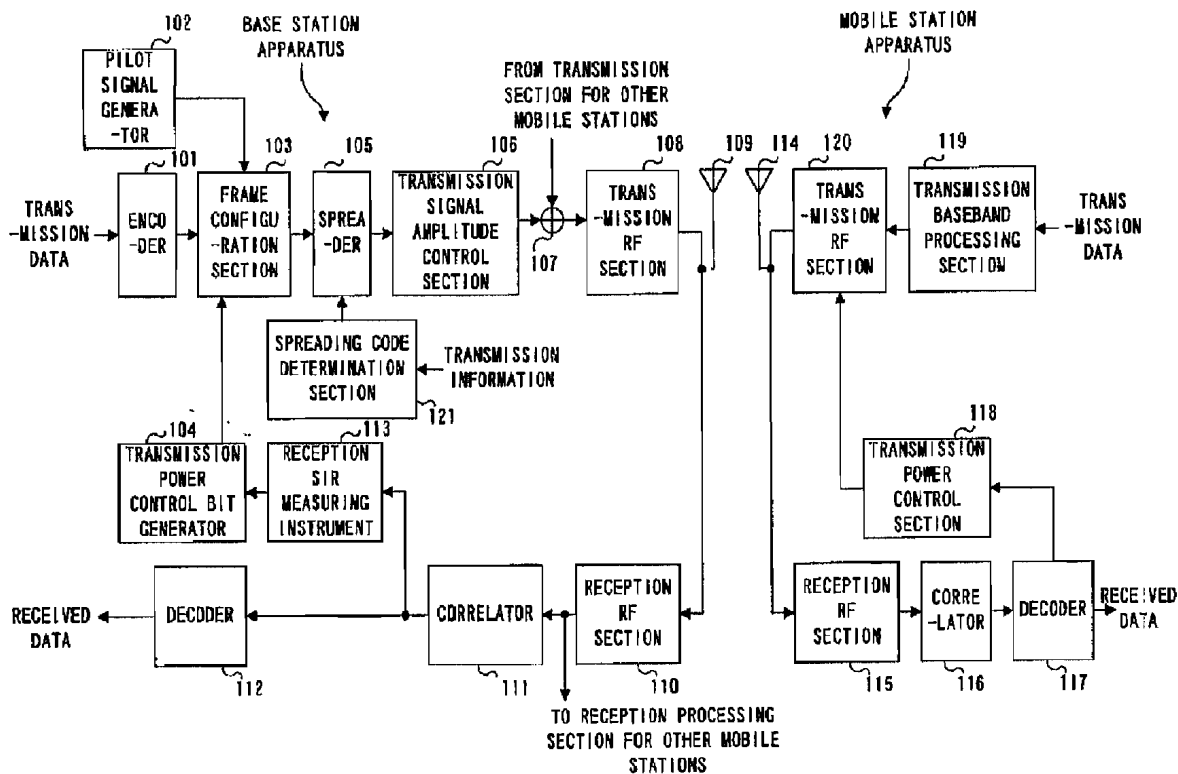 102
PILOT
SIGNAL
GENERA
-TOR
BASE STATION
APPARATUS
MOBILE STATION
APPARATUS
FROM TRANSMISSION
SECTION FOR OTHER
MOBILE STATIONS
101
103
105
106
108
109
114
120
119
TRANS
-MISSION
DATA
ENCO
-DER
FRAME
CONFIGU
-RATION
SECTION
SPREA
-DER
TRANSMISSION
SIGNAL
AMPLITUDE
CONTROL
SECTION
107
TRANS
-MISSION
RF
SECTION
TRANS
-MISSION
RF
SECTION
TRANSMISSION
BASEBAND
PROCESSING
SECTION
TRANS
-MISSION
DATA
SPREADING CODE
DETERMINATION
SECTION
121
TRANSMISSION
INFORMATION
104
TRANSMISSION
POWER
CONTROL BIT
GENERATOR
113
RECEPTION
SIR
MEASURING
INSTRUMENT
118
TRANSMISSION
POWER
CONTROL
SECTION
RECEIVED
DATA
DECODER
112
CORRELATOR
111
RECEPTION
RF
SECTION
110
RECEPTION
RF
SECTION
115
CORRE
-LATOR
116
DECODER
117
RECEIVED
DATA
TO RECEPTION PROCESSING
SECTION FOR OTHER MOBILE
STATIONS